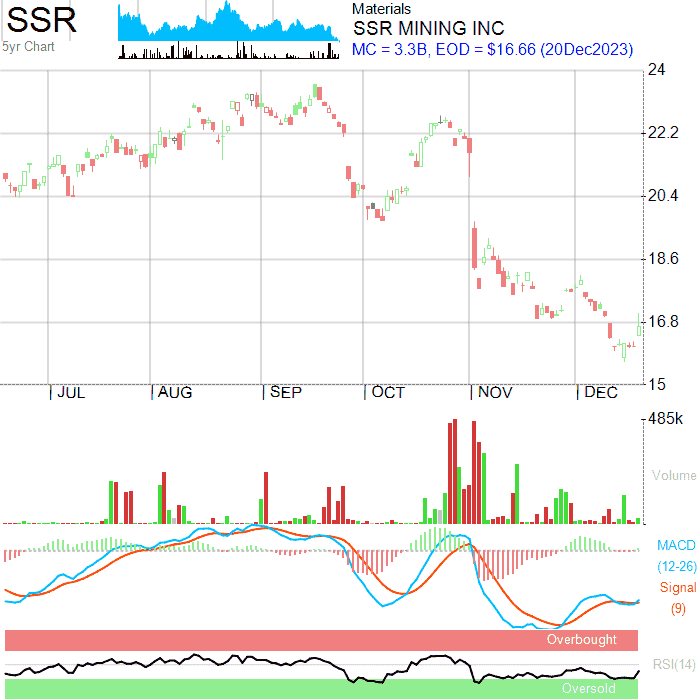 SSR
5yr Chart
Materials
SSR MINING INC
MC = 3.3B, EOD = $16.66 (20Dec2023)
24
22.2
20.4
18.6
16.8
15
JUL
AUG
SEP
OCT
NOV
DEC
485k
Volume
MACD
(12-26)
Signal
(9)
Overbought
RSI(14)
Oversold